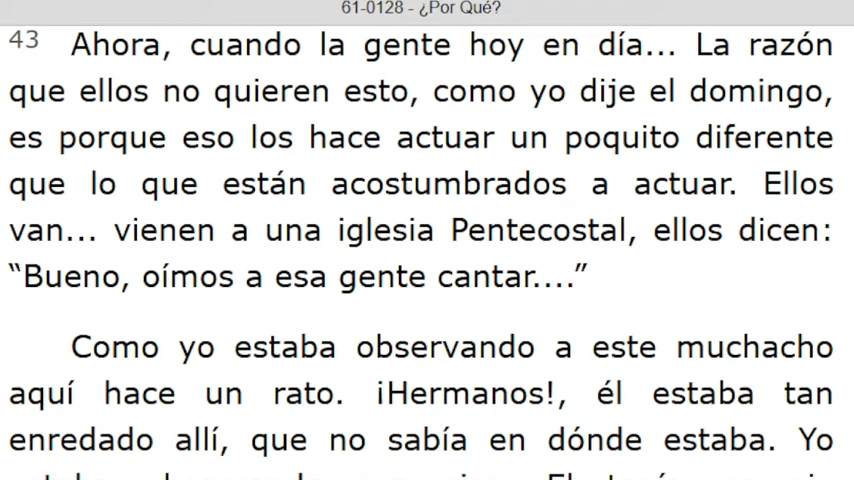 61-0128 - ¿Por Qué?
43 Ahora, cuando la gente hoy en día... La razón
que ellos no quieren esto, como yo dije el domingo,
es porque eso los hace actuar un poquito diferente
que lo que están acostumbrados a actuar. Ellos
van... vienen a una iglesia Pentecostal, ellos dicen:
“Bueno, oímos a esa gente cantar....”
Como yo estaba observando a este muchacho
aquí hace un rato. ¡Hermanos!, él estaba tan
enredado allí, que no sabía en dónde estaba. Yo